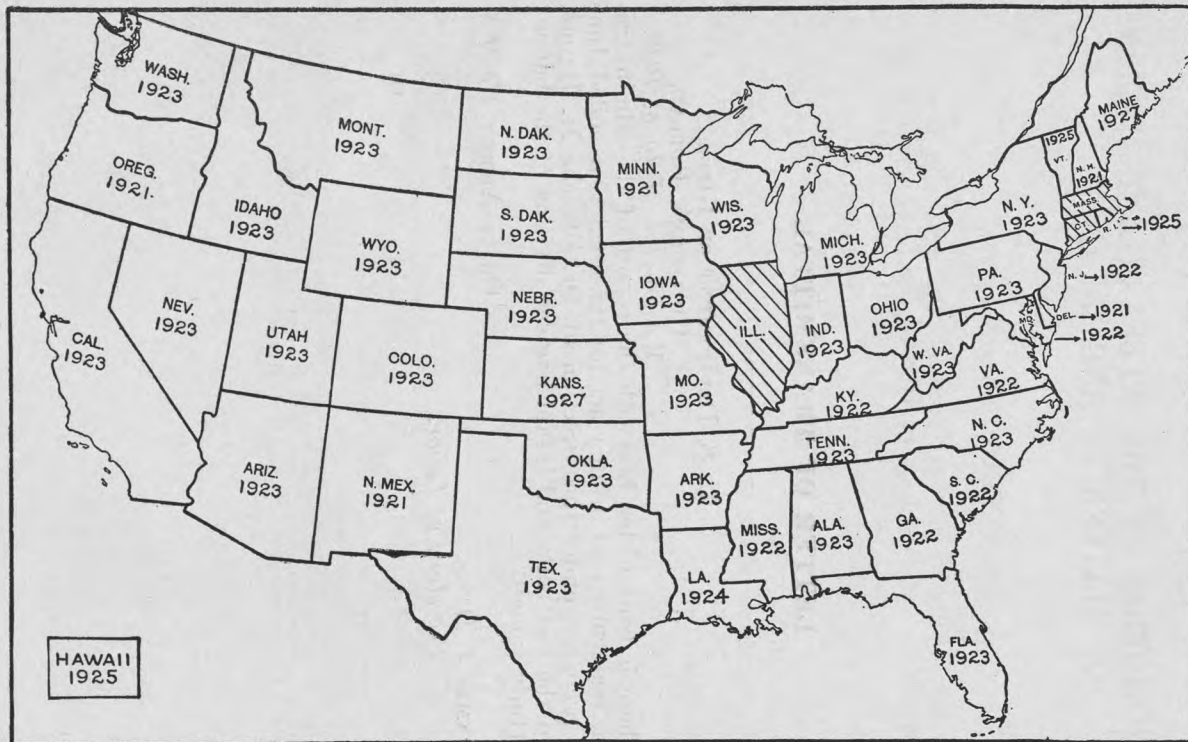 WASH.
1923
OREG.
1921.
CAL.
1923
IDAHO
1923
NEV.
1923
UTAH
1923
ARIZ.
1923
MONT.
1923
WYO.
1923
COLO.
1923
N. MEX.
1921
N. DAK.
1923
S. DAK.
1923
NEBR.
1923
KANS.
1927
OKLA.
1923
TEX.
1923
MINN.
1921
IOWA
1923
MO.
1923
ARK.
1923
LA.
1924
WIS.
1923
ILL.
MICH.
1923
IND.
1923
OHIO
1923
KY.
1922
TENN.
1923
MISS.
1922
ALA.
1923
GA.
1922
FLA.
1923
S. C.
1922
N. C.
1923
VA.
1922
W. VA.
1923
PA.
1923
N. Y.
1923
MAINE
1927
1925
VT.
N. H.
1921
MASS.
CT.
R. I. → 1925
N. J. → 1922
DEL. → 1921
MD.
→ 1922
HAWAII
1925